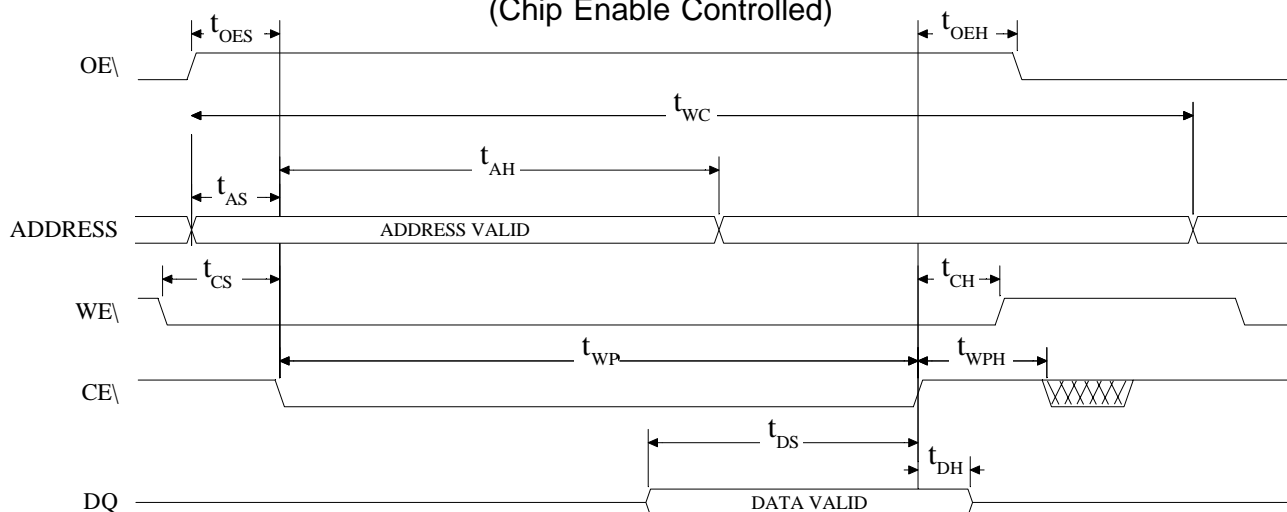 (Chip Enable Controlled)
tOES
tOEH
OE\
tWC
tAH
tAS
ADDRESS
ADDRESS VALID
tCS
tCH
WE\
tWP
tWPH
CE\
tDS
tDH
DQ
DATA VALID